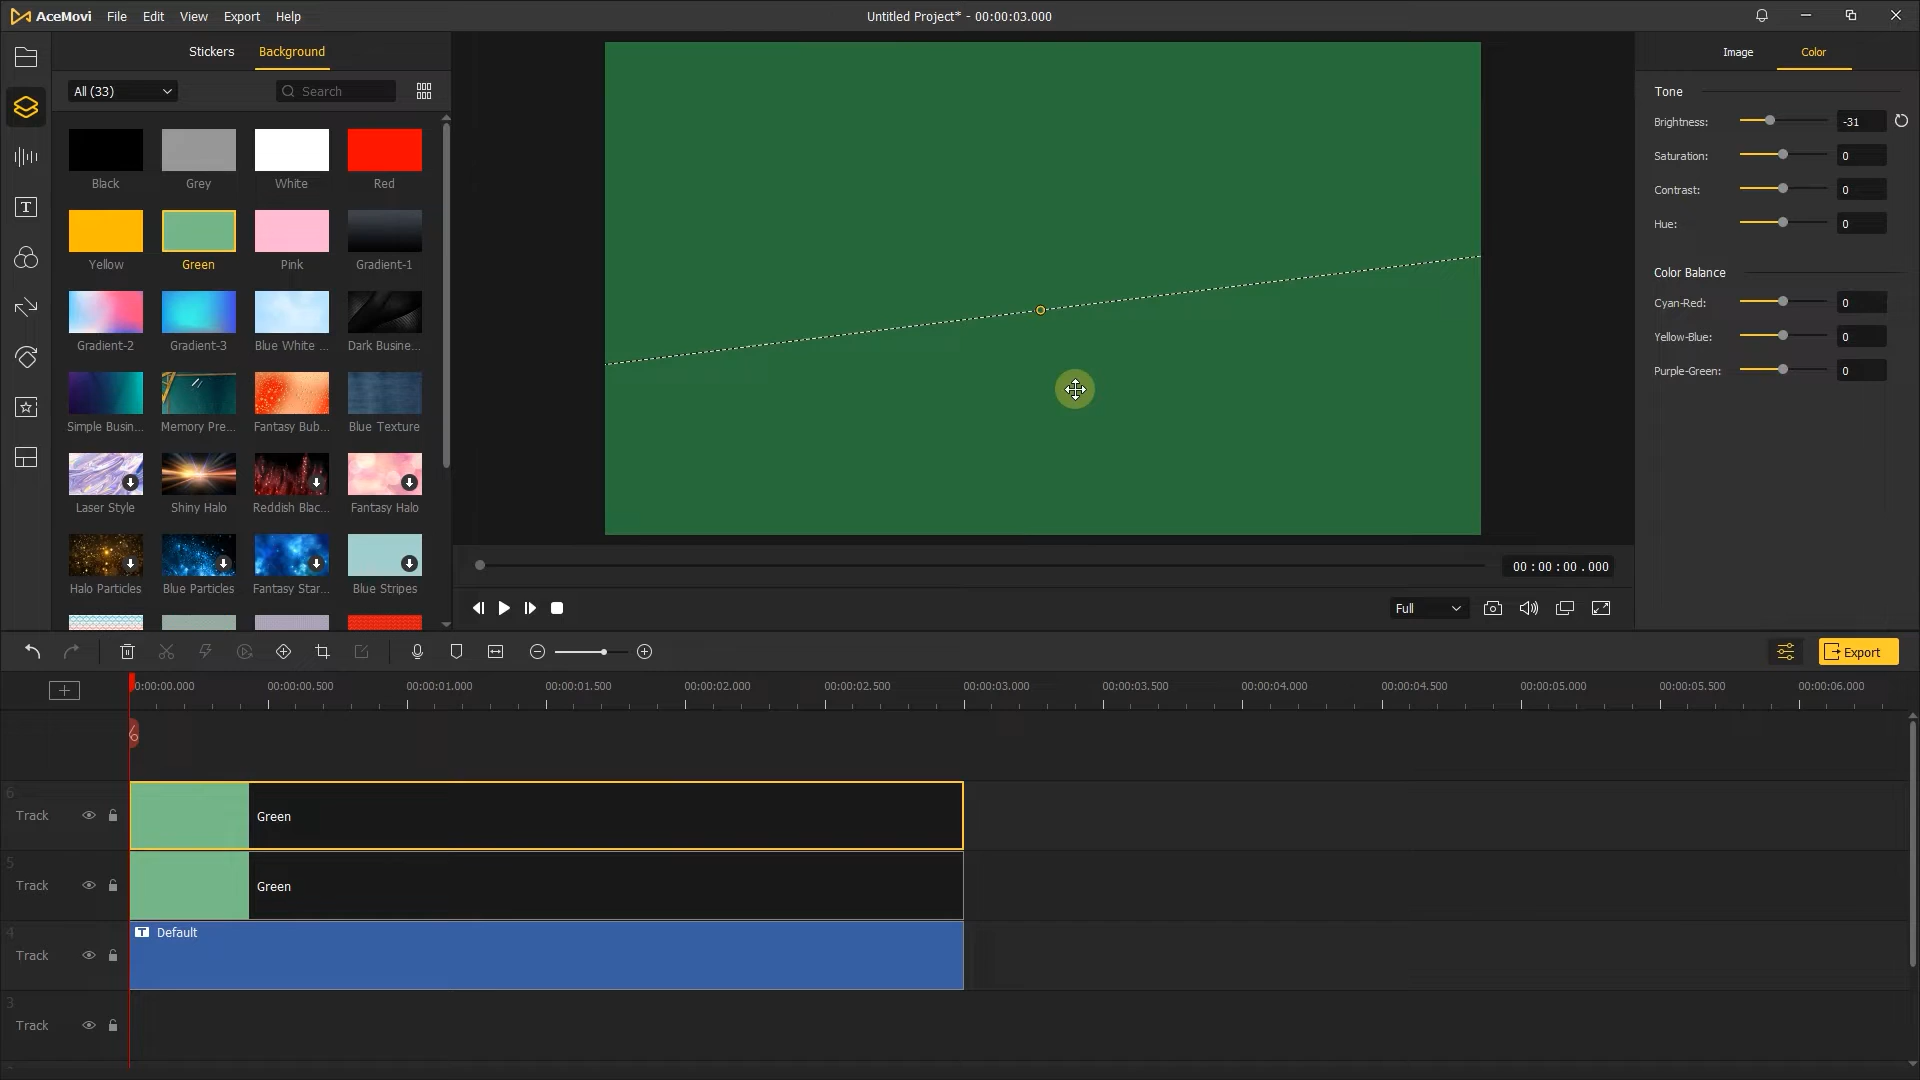 AceMovi File Edit View Export Help Untitled Project* - 00:00:03.000
Stickers Background Image Color
All (33) Search
Tone
Brightness: -31
Black Grey White Red
Saturation: 0
Contrast: 0
Hue: 0
Yellow Green Pink Gradient-1
Color Balance
Cyan-Red: 0
Yellow-Blue: 0
Gradient-2 Gradient-3 Blue White ... Dark Busine...
Purple-Green: 0
Simple Busin... Memory Pre... Fantasy Bub... Blue Texture
Laser Style Shiny Halo Reddish Blac... Fantasy Halo
Halo Particles Blue Particles Fantasy Star... Blue Stripes
00:00:00.000
Full
Export
0:00:00.000 00:00:00.500 00:00:01.000 00:00:01.500 00:00:02.000 00:00:02.500 00:00:03.000 00:00:03.500 00:00:04.000 00:00:04.500 00:00:05.000 00:00:05.500 00:00:06.000
6
Track Green
5
Track Green
4
Default
Track
3
Track